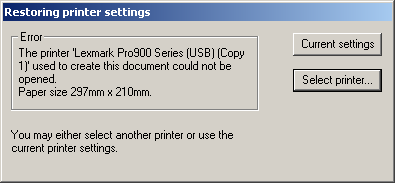 Restoring printer settings
Error
The printer 'Lexmark Pro900 Series (USB) (Copy
1)' used to create this document could not be
opened.
Paper size 297mm x 210mm.
Current settings
Select printer...
You may either select another printer or use the
current printer settings.